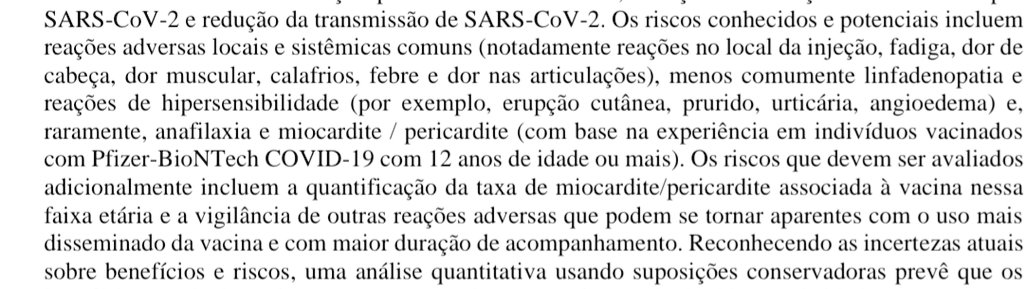 SARS-CoV-2 e redução da transmissão de SARS-CoV-2. Os riscos conhecidos e potenciais incluem
reações adversas locais e sistêmicas comuns (notadamente reações no local da injeção, fadiga, dor de
cabeça, dor muscular, calafrios, febre e dor nas articulações), menos comumente linfadenopatia e
reações de hipersensibilidade (por exemplo, erupção cutânea, prurido, urticária, angioedema) e,
raramente, anafilaxia e miocardite / pericardite (com base na experiência em indivíduos vacinados
com Pfizer-BioNTech COVID-19 com 12 anos de idade ou mais). Os riscos que devem ser avaliados
adicionalmente incluem a quantificação da taxa de miocardite/pericardite associada à vacina nessa
faixa etária e a vigilância de outras reações adversas que podem se tornar aparentes com o uso mais
disseminado da vacina e com maior duração de acompanhamento. Reconhecendo as incertezas atuais
sobre benefícios e riscos, uma análise quantitativa usando suposições conservadoras prevê que os